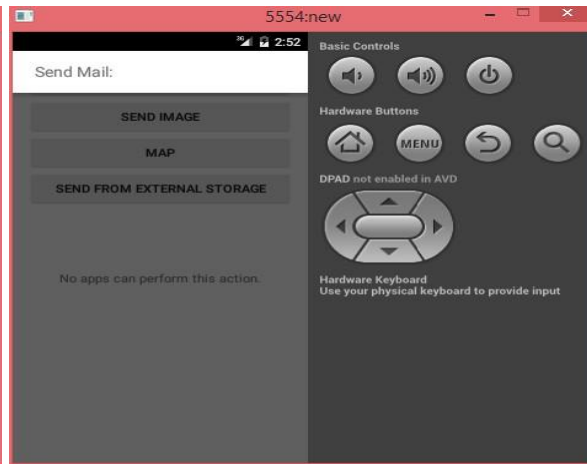 5554:new
3G 2:52
Send Mail:
SEND IMAGE
MAP
SEND FROM EXTERNAL STORAGE
No apps can perform this action.
Basic Controls
Hardware Buttons
MENU
DPAD not enabled in AVD
Hardware Keyboard
Use your physical keyboard to provide input